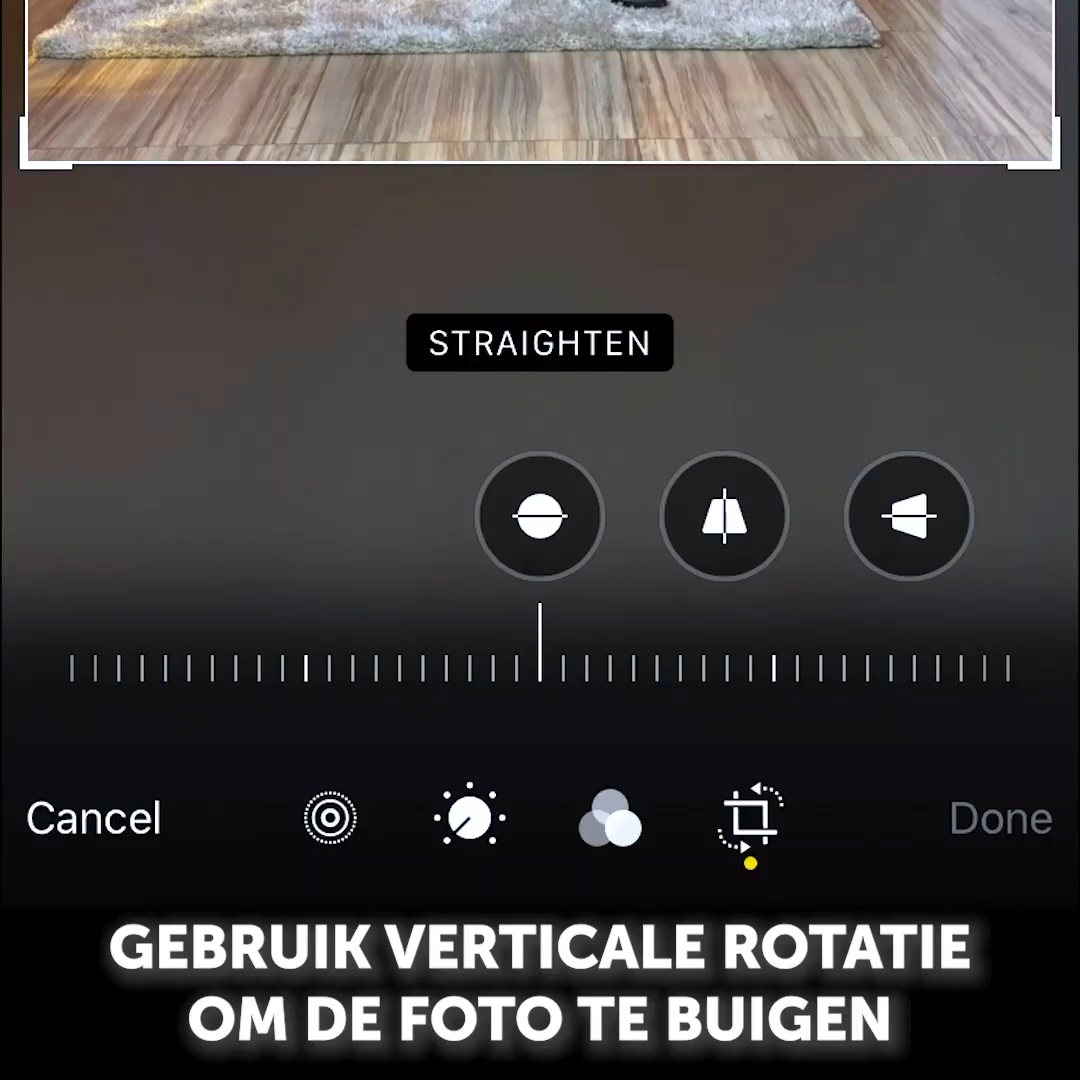 STRAIGHTEN
Cancel
Done
GEBRUIK VERTICALE ROTATIE
OM DE FOTO TE BUIGEN